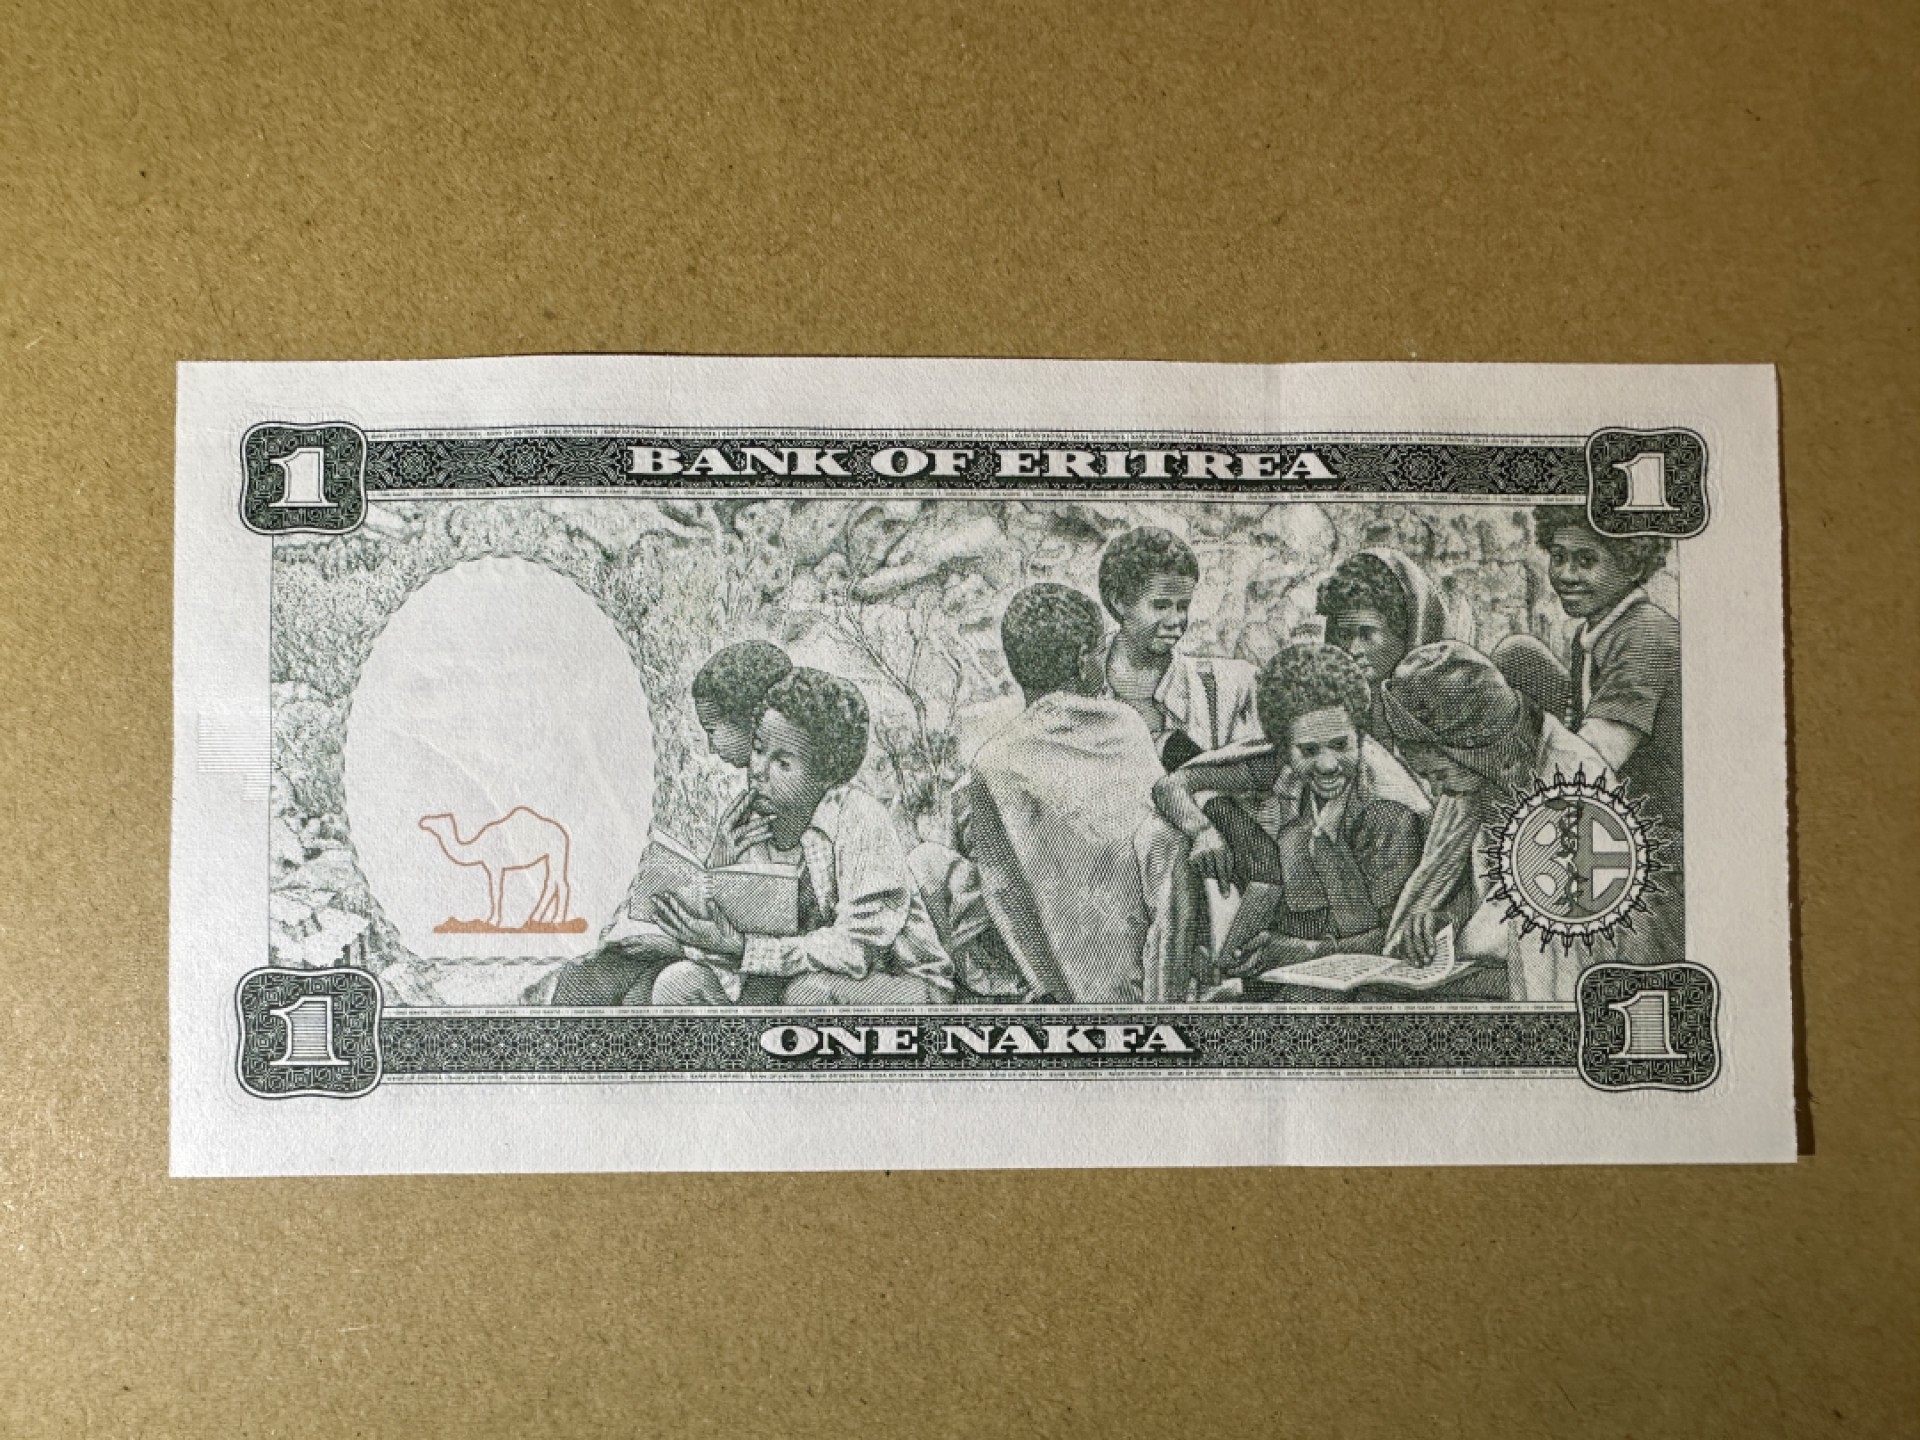 1 BANK OF ERITREA 1
1 ONE NAKFA 1